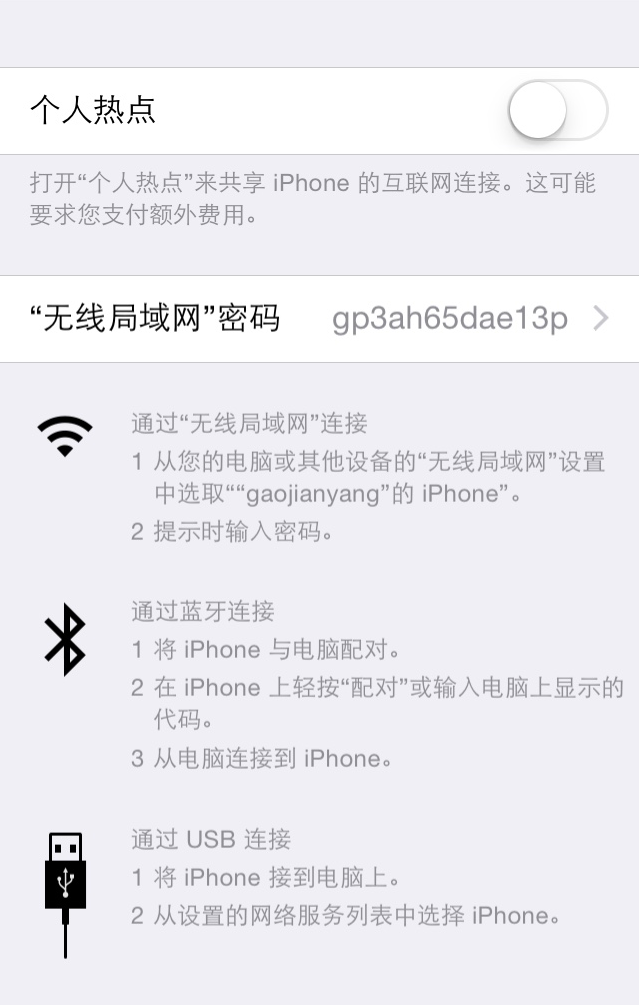 个人热点
打开“个人热点”来共享 iPhone 的互联网连接。这可能
要求您支付额外费用。
“无线局域网”密码 gp3ah65dae13p
通过“无线局域网”连接
1 从您的电脑或其他设备的“无线局域网”设置
中选取““gaojianyang”的 iPhone”。
2 提示时输入密码。
通过蓝牙连接
1 将 iPhone 与电脑配对。
2 在 iPhone 上轻按“配对”或输入电脑上显示的
代码。
3 从电脑连接到 iPhone。
通过 USB 连接
1 将 iPhone 接到电脑上。
2 从设置的网络服务列表中选择 iPhone。